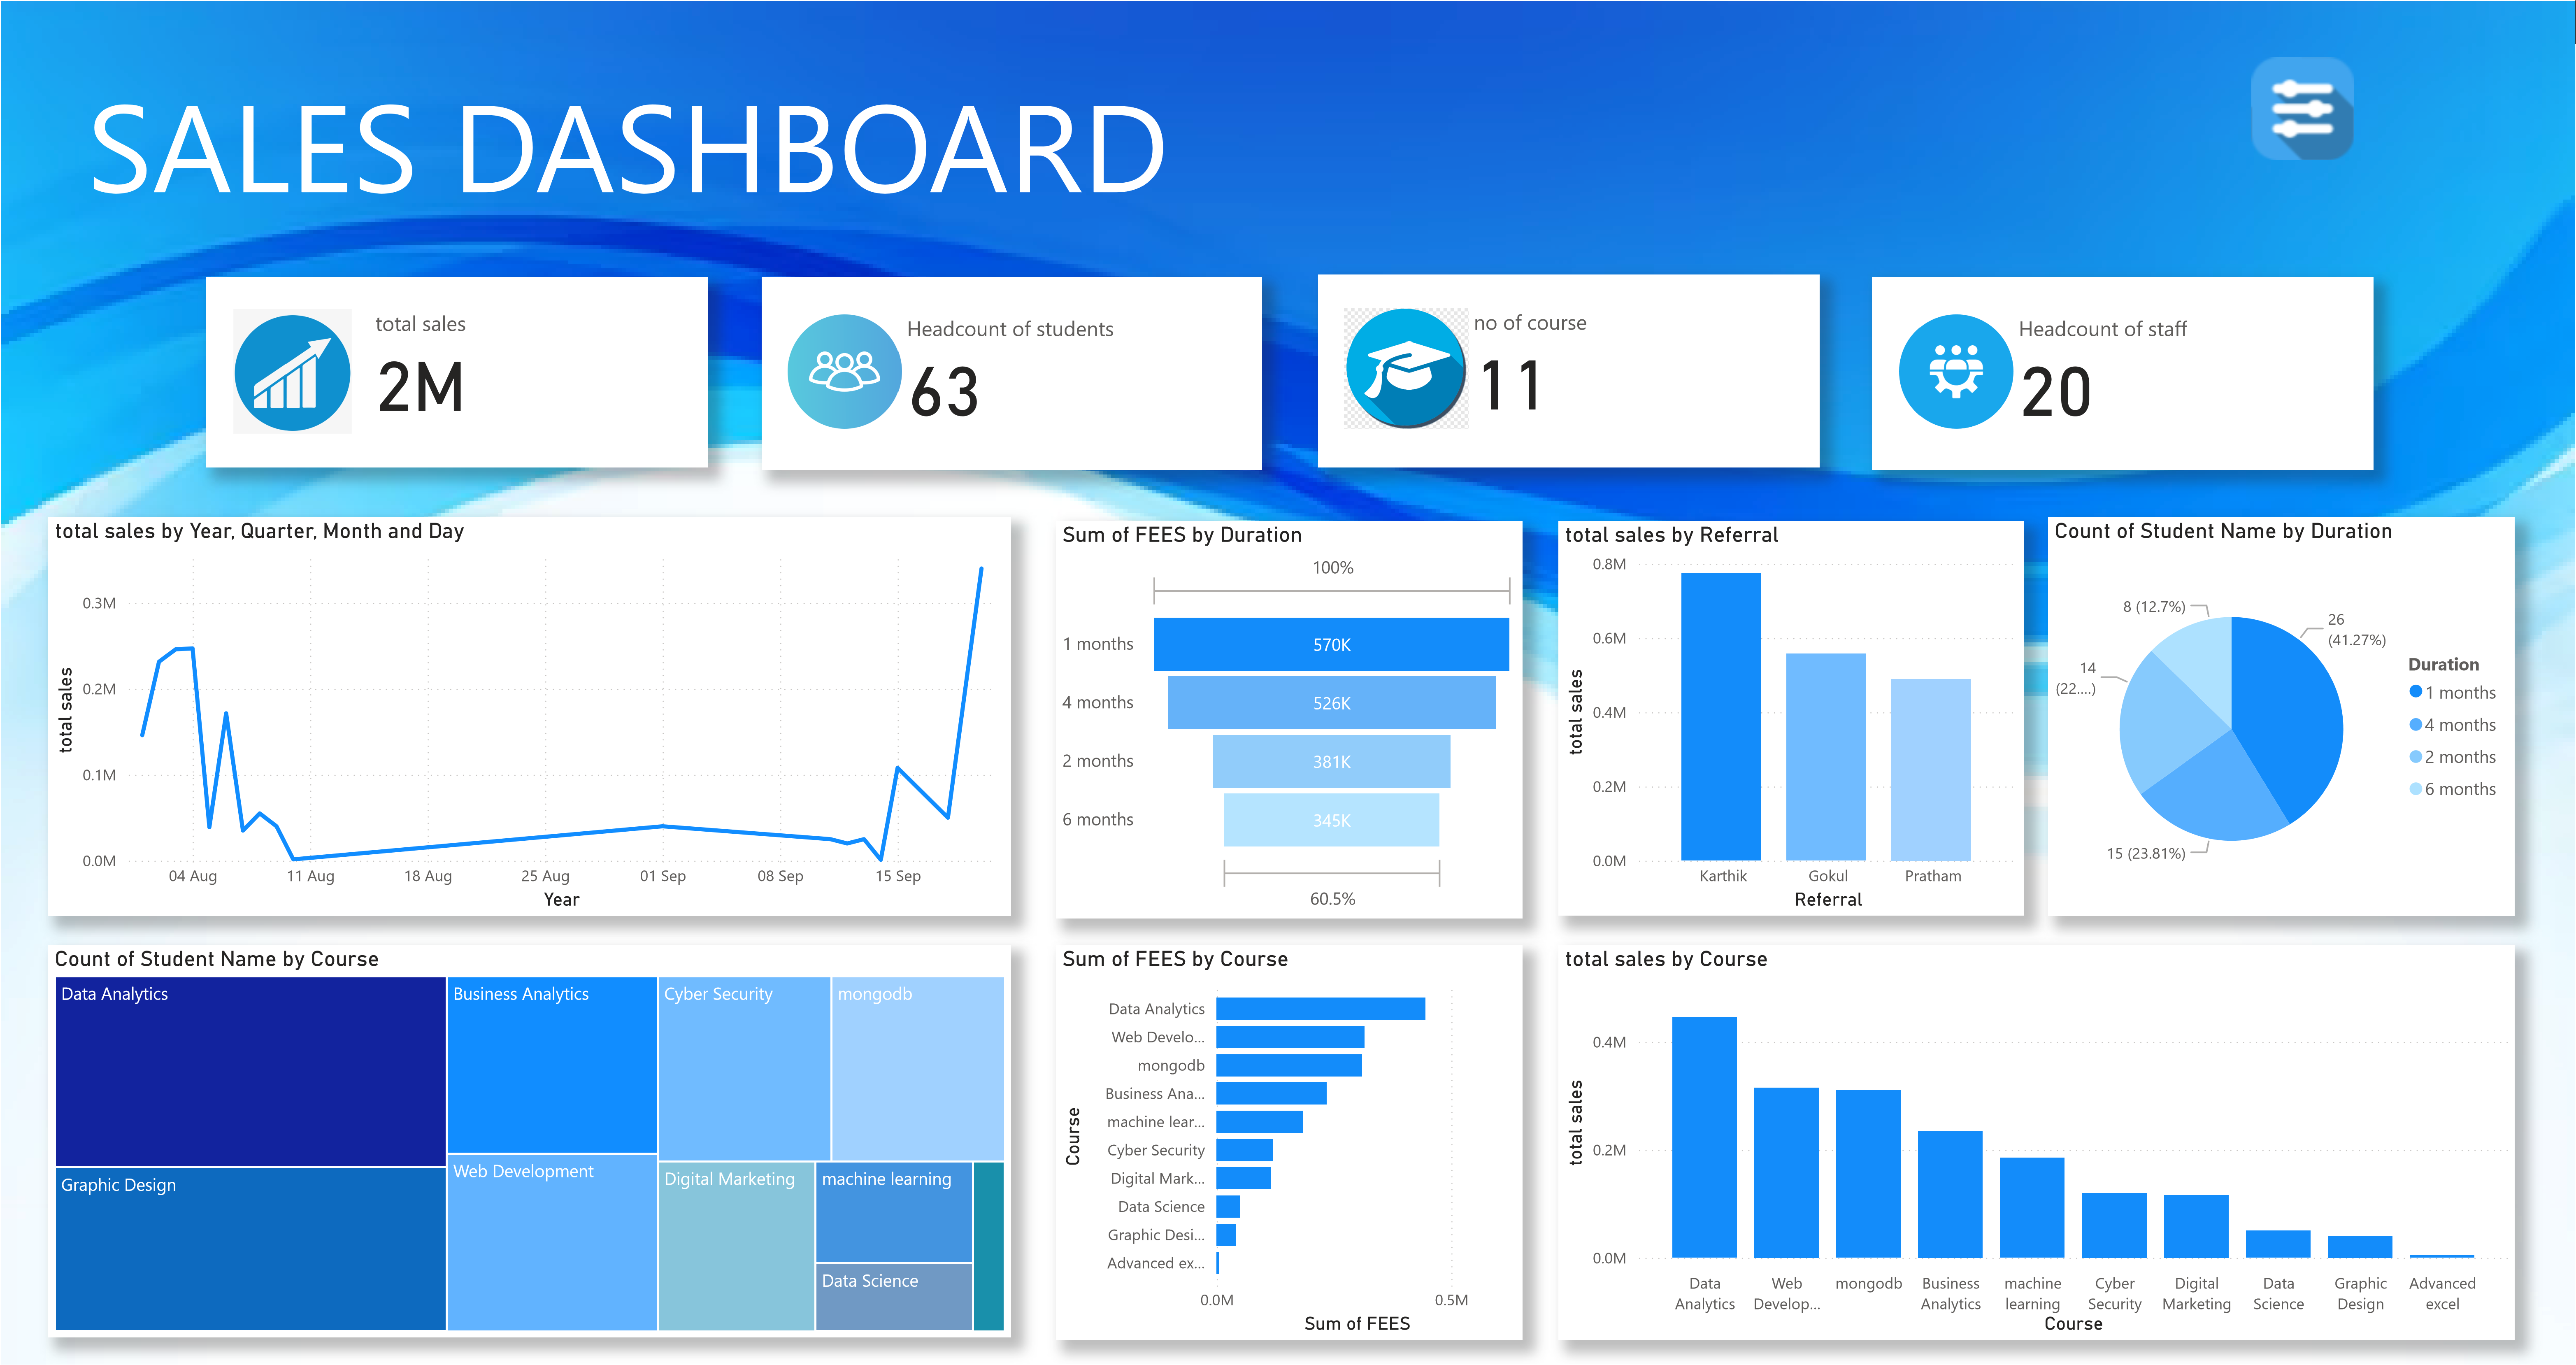 SALES DASHBOARD
total sales
2M
Headcount of students
63
no of course
11
Headcount of staff
20
total sales by Year, Quarter, Month and Day
total sales
0.3M
0.2M
0.1M
0.0M
04 Aug 11 Aug 18 Aug 25 Aug 01 Sep 08 Sep 15 Sep
Year
Sum of FEES by Duration
100%
1 months 570K
4 months 526K
2 months 381K
6 months 345K
60.5%
total sales by Referral
total sales
0.8M
0.6M
0.4M
0.2M
0.0M
Karthik Gokul Pratham
Referral
Count of Student Name by Duration
8 (12.7%)
26
(41.27%)
14
(22....)
15 (23.81%)
Duration
1 months
4 months
2 months
6 months
Count of Student Name by Course
Data Analytics
Business Analytics
Cyber Security
mongodb
Graphic Design
Web Development
Digital Marketing
machine learning
Data Science
Sum of FEES by Course
Course
Data Analytics
Web Develo...
mongodb
Business Ana...
machine lear...
Cyber Security
Digital Mark...
Data Science
Graphic Desi...
Advanced ex...
0.0M 0.5M
Sum of FEES
total sales by Course
total sales
0.4M
0.2M
0.0M
Data Web mongodb Business machine Cyber Digital Data Graphic Advanced
Analytics Develop... Analytics learning Security Marketing Science Design excel
Course